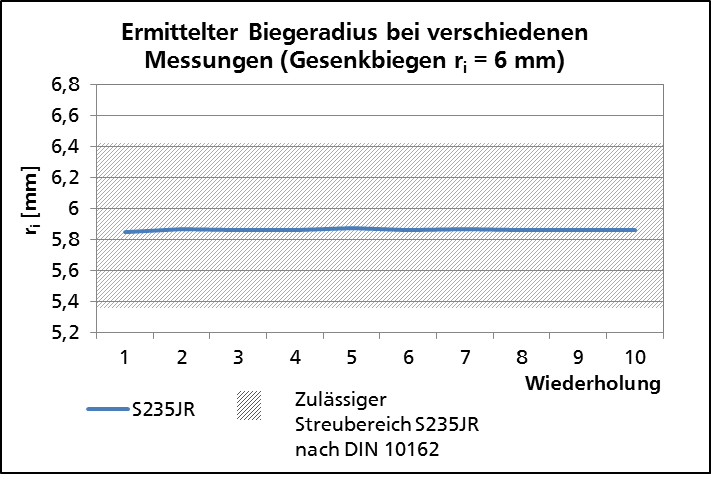 Ermittelter Biegeradius bei verschiedenen
Messungen (Gesenkbiegen ri = 6 mm)
ri [mm]
6,8
6,6
6,4
6,2
6
5,8
5,6
5,4
5,2
1 2 3 4 5 6 7 8 9 10
Wiederholung
S235JR
Zulässiger
Streubereich S235JR
nach DIN 10162